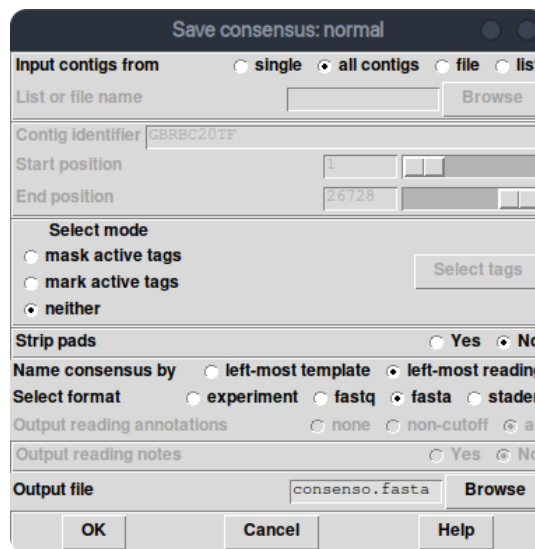 Save consensus: normal
Input contigs from single all contigs file lis
List or file name Browse
Contig identifier GBRBC20TF
Start position 1
End position 26728
Select mode
mask active tags
Select tags
mark active tags
neither
Strip pads Yes No
Name consensus by left-most template left-most reading
Select format experiment fastq fasta staden
Output reading annotations none non-cutoff a
Output reading notes Yes No
Output file consenso.fasta Browse
OK Cancel Help